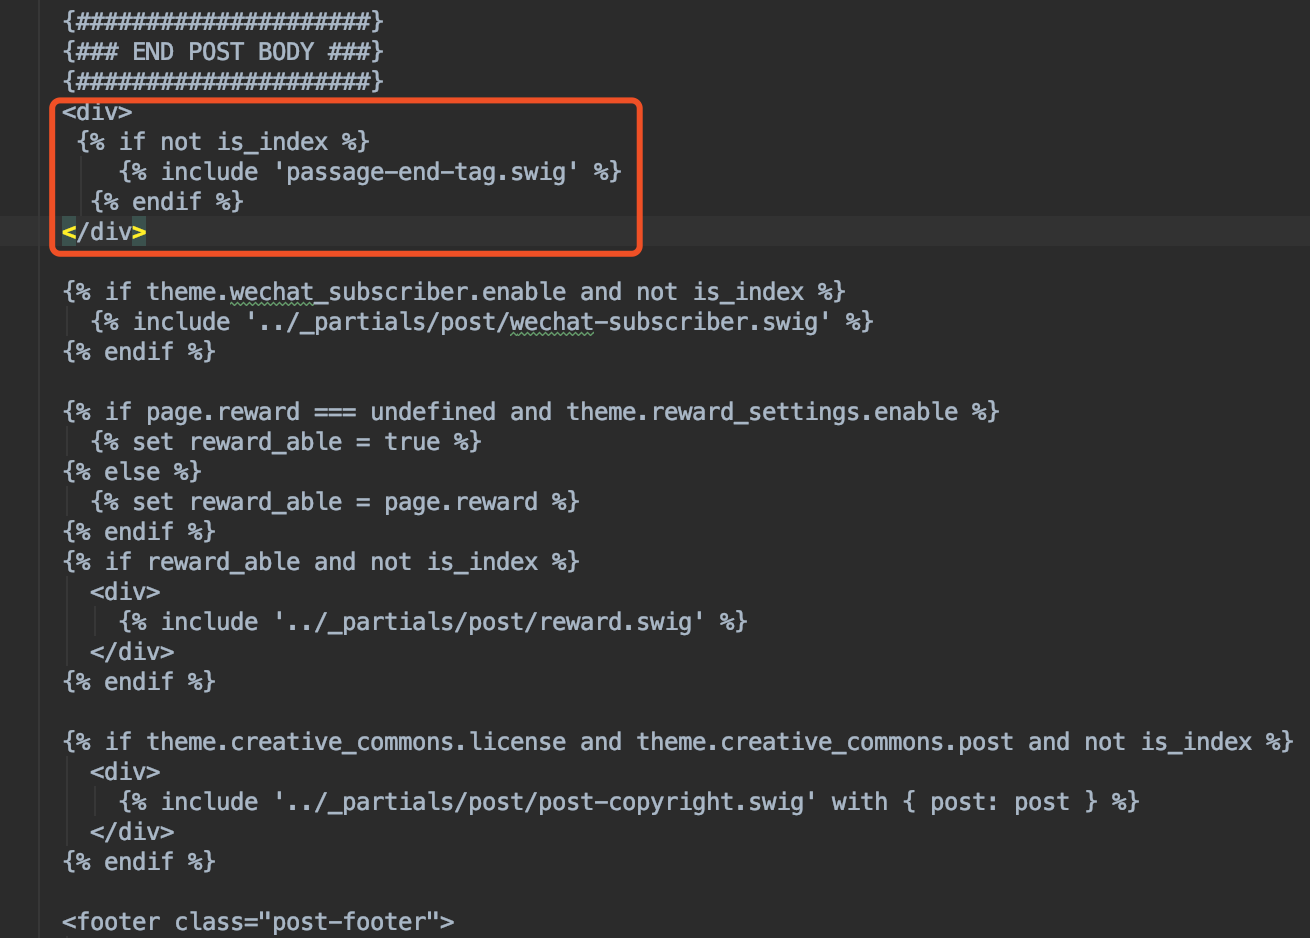 {#####################}
{### END POST BODY ###}
{#####################}
<div>
 {% if not is_index %}
    {% include 'passage-end-tag.swig' %}
  {% endif %}
</div>

{% if theme.wechat_subscriber.enable and not is_index %}
  {% include '../_partials/post/wechat-subscriber.swig' %}
{% endif %}

{% if page.reward === undefined and theme.reward_settings.enable %}
  {% set reward_able = true %}
{% else %}
  {% set reward_able = page.reward %}
{% endif %}
{% if reward_able and not is_index %}
  <div>
    {% include '../_partials/post/reward.swig' %}
  </div>
{% endif %}

{% if theme.creative_commons.license and theme.creative_commons.post and not is_index %}
  <div>
    {% include '../_partials/post/post-copyright.swig' with { post: post } %}
  </div>
{% endif %}

<footer class="post-footer">